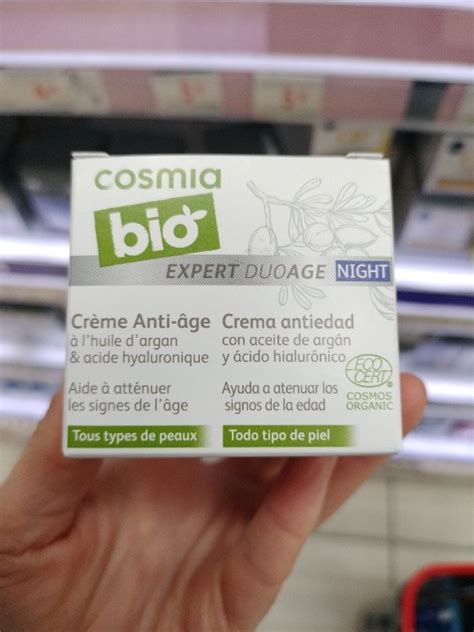 cosmia
bio
EXPERT DUOAGE NIGHT
Crème Anti-âge
à l'huile d'argan
& acide hyaluronique
Aide à atténuer
les signes de l'âge
Tous types de peaux
Crema antiedad
con aceite de argán
y ácido hialurónico
Ayuda a atenuar los
signos de la edad
Todo tipo de piel
ECO
CERT
COSMOS
ORGANIC